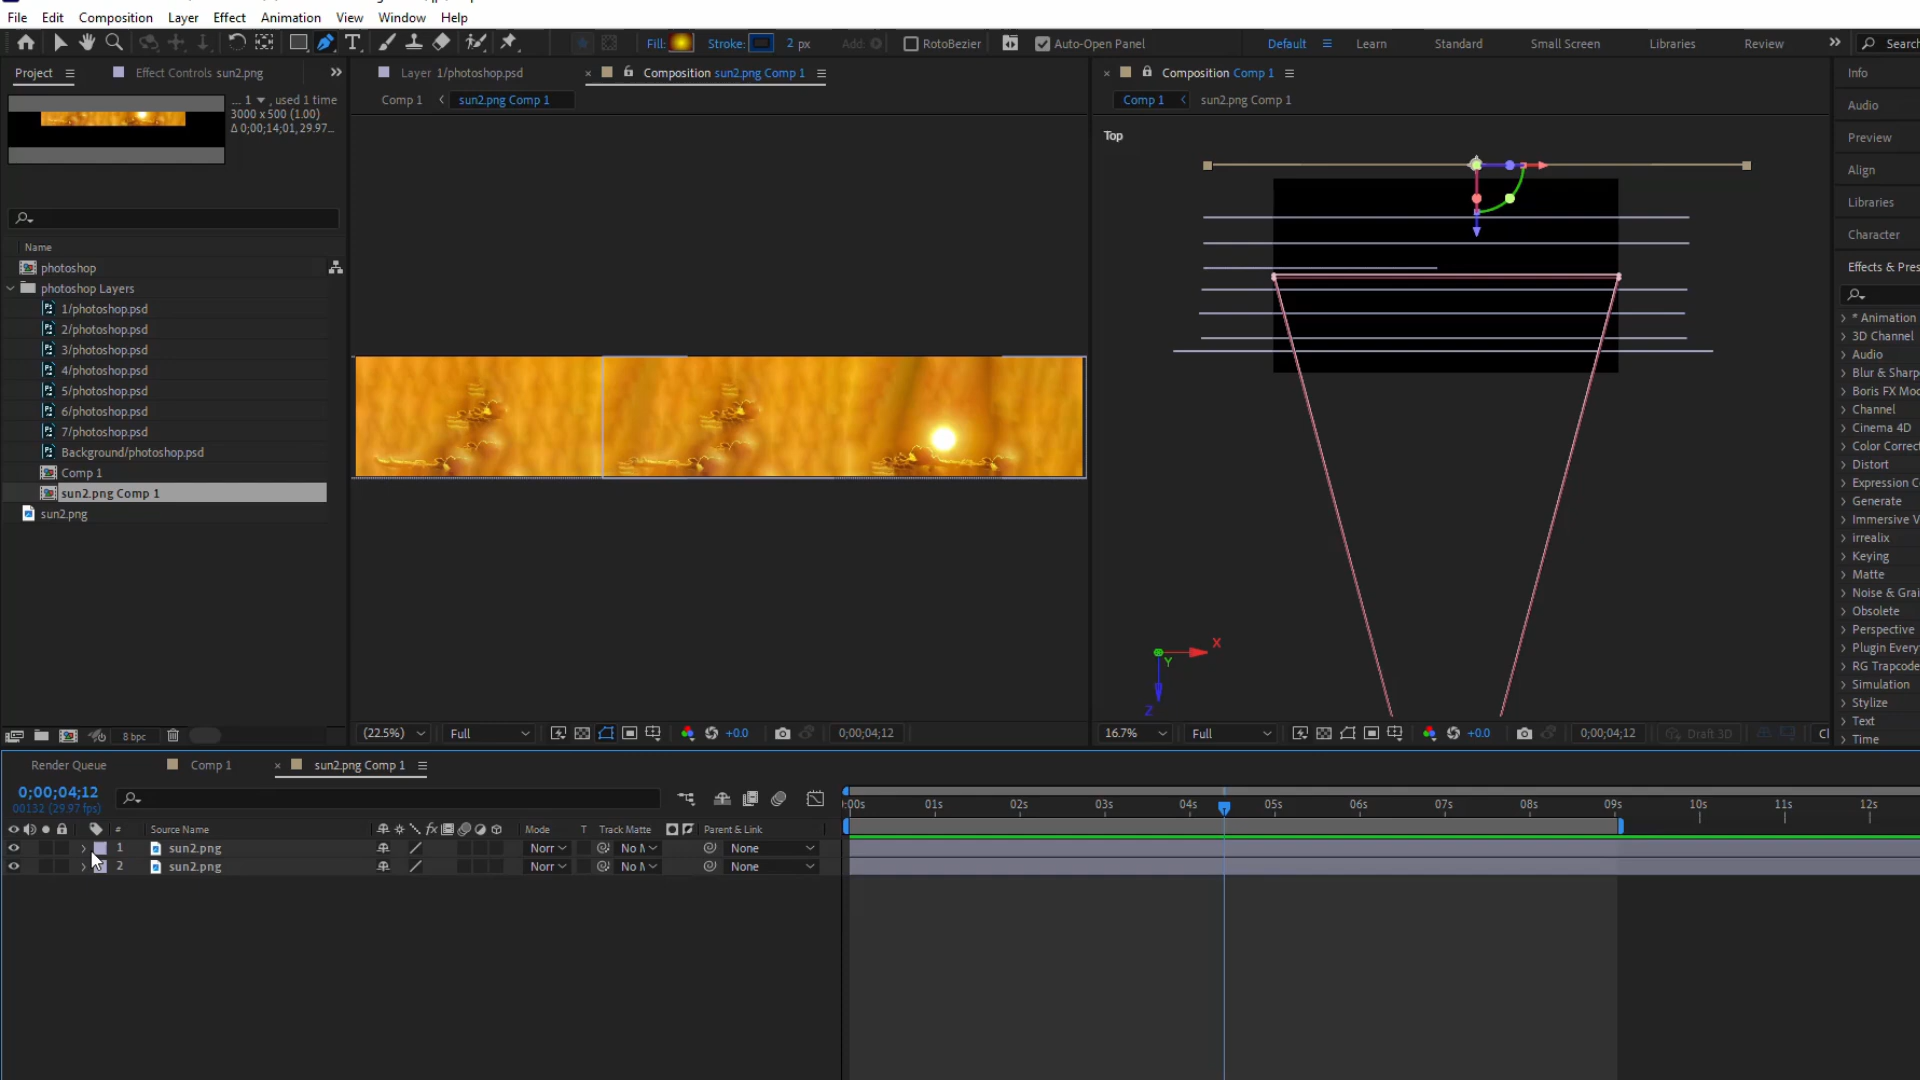 File Edit Composition Layer Effect Animation View Window Help
Fill: Stroke: 2 px Add: RotoBezier Auto-Open Panel Default Learn Standard Small Screen Libraries Review Search
Project Effect Controls sun2.png
Layer 1/photoshop.psd Composition sun2.png Comp 1
Composition Comp 1
Info
... 1 , used 1 time
3000 x 500 (1.00)
Δ 0;00;14;01, 29.97...
Comp 1 sun2.png Comp 1
Comp 1 sun2.png Comp 1
Audio
Top
Preview
Align
Libraries
Character
Effects & Pres
Name
photoshop
photoshop Layers
1/photoshop.psd
2/photoshop.psd
3/photoshop.psd
4/photoshop.psd
5/photoshop.psd
6/photoshop.psd
7/photoshop.psd
Background/photoshop.psd
Comp 1
sun2.png Comp 1
sun2.png
* Animation
3D Channel
Audio
Blur & Sharp
Boris FX Mo
Channel
Cinema 4D
Color Correc
Distort
Expression C
Generate
Immersive V
irrealix
Keying
Matte
Noise & Grai
Obsolete
Perspective
Plugin Every
RG Trapcode
Simulation
Stylize
Text
Time
X
Y
Z
8 bpc
(22.5%) Full +0.0 0;00;04;12
16.7% Full +0.0 0;00;04;12 Draft 3D Cl
Render Queue Comp 1 sun2.png Comp 1
0;00;04;12
00132 (29.97 fps)
:00s 01s 02s 03s 04s 05s 06s 07s 08s 09s 10s 11s 12s
# Source Name fx Mode T Track Matte Parent & Link
1 sun2.png Norr No M None
2 sun2.png Norr No M None